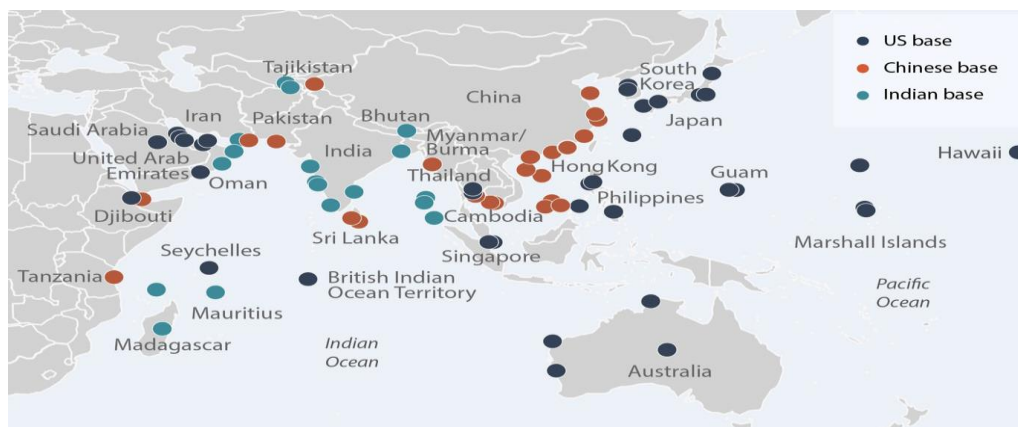 US base
Chinese base
Indian base
Tajikistan
South
Korea
China
Japan
Iran
Pakistan
Bhutan
Saudi Arabia
Myanmar/
Burma
India
United Arab
Emirates
Hong Kong
Hawaii
Oman
Thailand
Guam
Philippines
Djibouti
Cambodia
Sri Lanka
Marshall Islands
Seychelles
Singapore
Tanzania
British Indian
Ocean Territory
Pacific
Ocean
Mauritius
Madagascar
Indian
Ocean
Australia